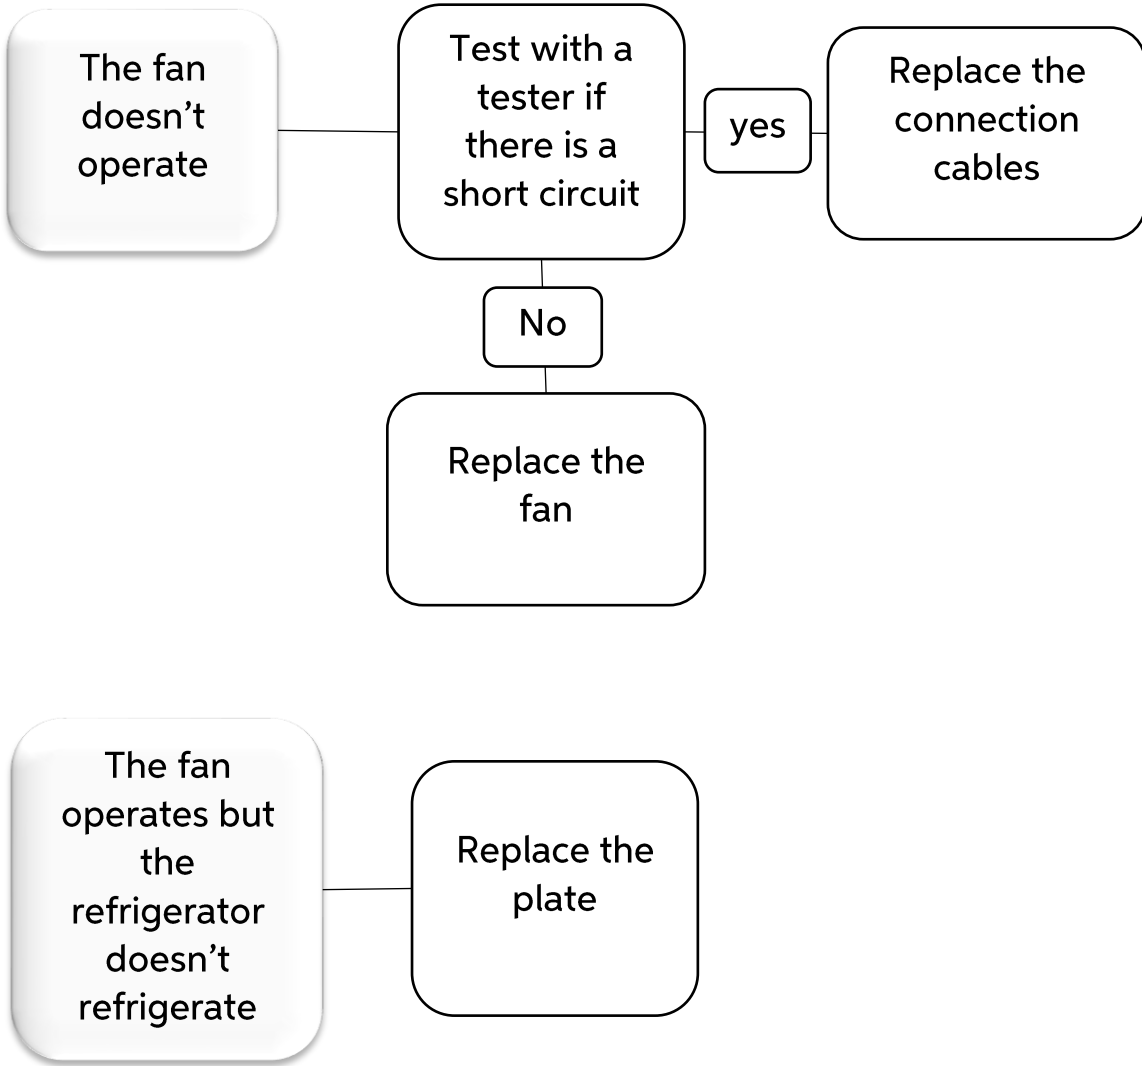 The fan
doesn't
operate
Test with a
tester if
there is a
short circuit
yes
Replace the
connection
cables
No
Replace the
fan
The fan
operates but
the
refrigerator
doesn't
refrigerate
Replace the
plate